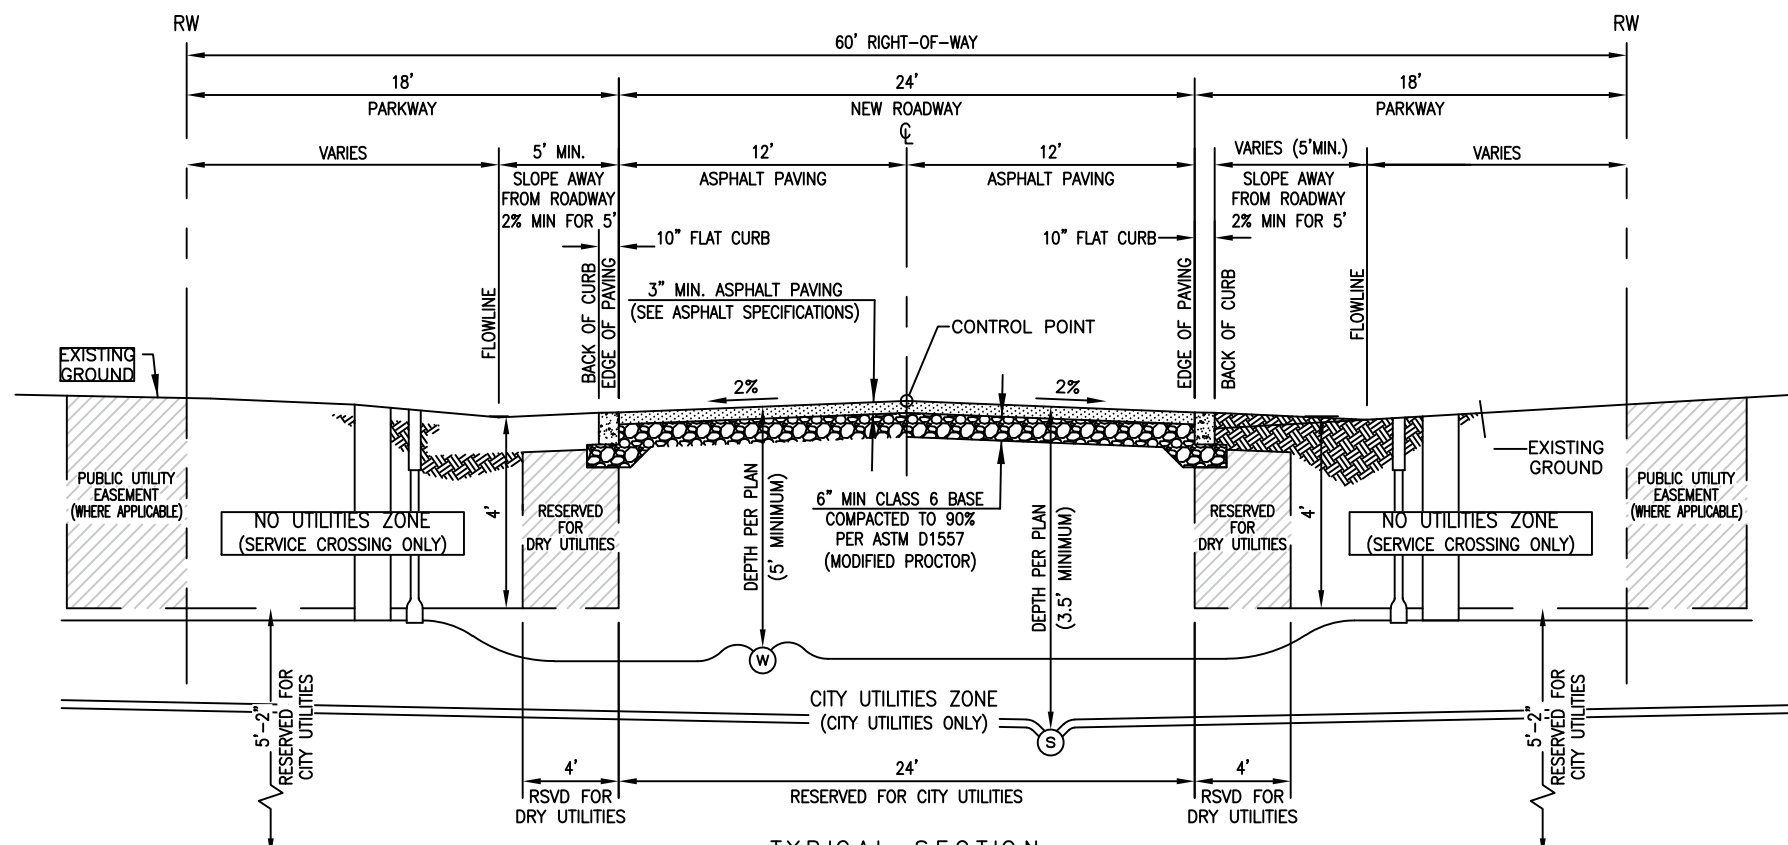 RW
RW
60' RIGHT-OF-WAY
18'
PARKWAY
24'
NEW ROADWAY
18'
PARKWAY
℄
VARIES
5' MIN.
SLOPE AWAY
FROM ROADWAY
2% MIN FOR 5'
12'
ASPHALT PAVING
12'
ASPHALT PAVING
VARIES (5'MIN.)
SLOPE AWAY
FROM ROADWAY
2% MIN FOR 5'
VARIES
10" FLAT CURB
10" FLAT CURB
FLOWLINE
BACK OF CURB
EDGE OF PAVING
3" MIN. ASPHALT PAVING
(SEE ASPHALT SPECIFICATIONS)
CONTROL POINT
EDGE OF PAVING
BACK OF CURB
FLOWLINE
EXISTING
GROUND
2%
2%
EXISTING
GROUND
PUBLIC UTILITY
EASEMENT
(WHERE APPLICABLE)
NO UTILITIES ZONE
(SERVICE CROSSING ONLY)
4'
RESERVED
FOR
DRY UTILITIES
DEPTH PER PLAN
(5' MINIMUM)
6" MIN CLASS 6 BASE
COMPACTED TO 90%
PER ASTM D1557
(MODIFIED PROCTOR)
DEPTH PER PLAN
(3.5' MINIMUM)
RESERVED
FOR
DRY UTILITIES
4'
NO UTILITIES ZONE
(SERVICE CROSSING ONLY)
PUBLIC UTILITY
EASEMENT
(WHERE APPLICABLE)
W
CITY UTILITIES ZONE
(CITY UTILITIES ONLY)
S
5'-2"
RESERVED FOR
CITY UTILITIES
5'-2"
RESERVED FOR
CITY UTILITIES
4'
RSVD FOR
DRY UTILITIES
24'
RESERVED FOR CITY UTILITIES
4'
RSVD FOR
DRY UTILITIES
TYPICAL SECTION